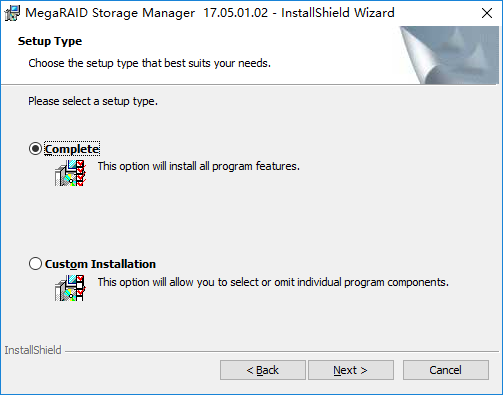 MegaRAID Storage Manager 17.05.01.02 - InstallShield Wizard
Setup Type
Choose the setup type that best suits your needs.
Please select a setup type.
Complete
This option will install all program features.
Custom Installation
This option will allow you to select or omit individual program components.
InstallShield
< Back Next > Cancel